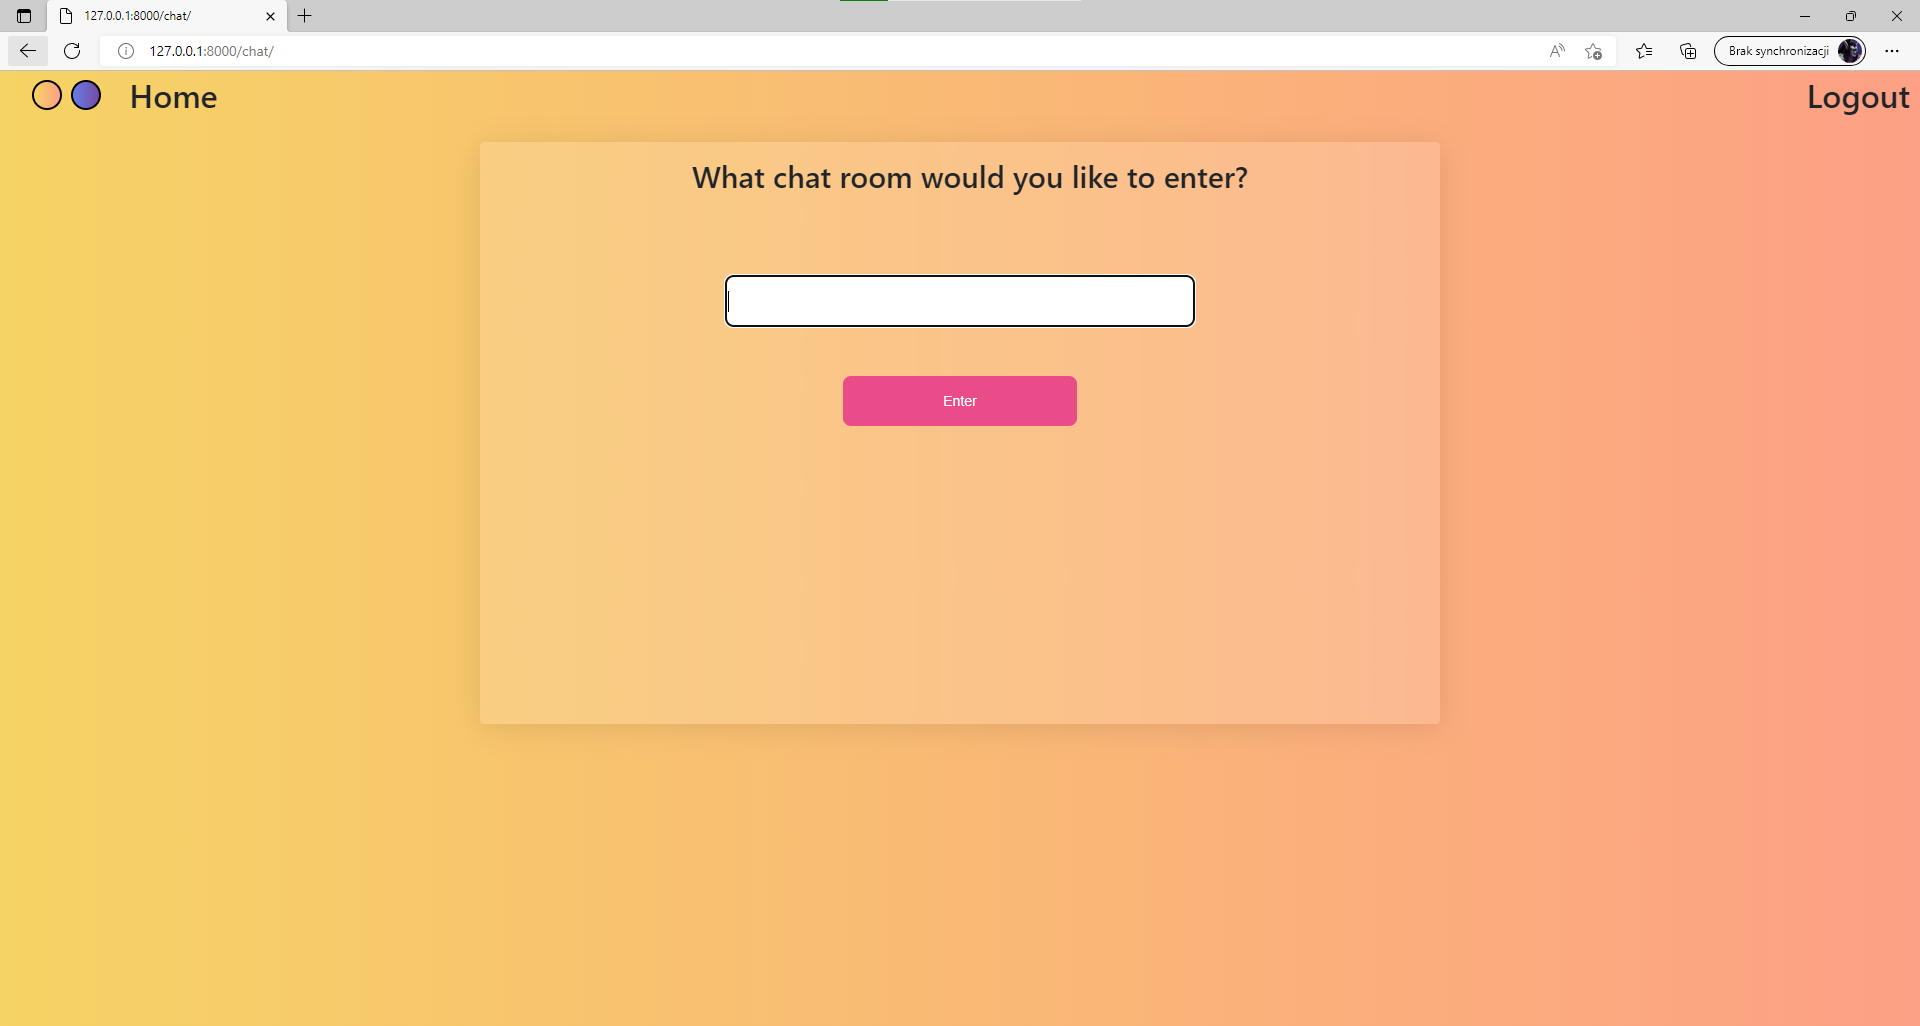 127.0.0.1:8000/chat/
127.0.0.1:8000/chat/
Brak synchronizacji
Home
Logout
What chat room would you like to enter?
Enter